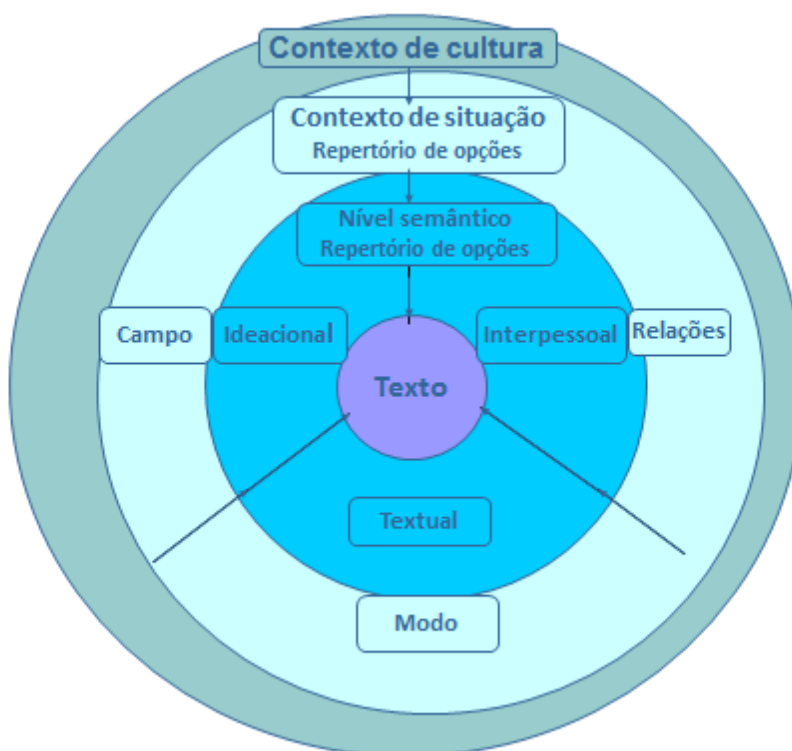 Contexto de cultura
Contexto de situação
Repertório de opções
Nível semântico
Repertório de opções
Campo
Ideacional
Interpessoal
Relações
Texto
Textual
Modo